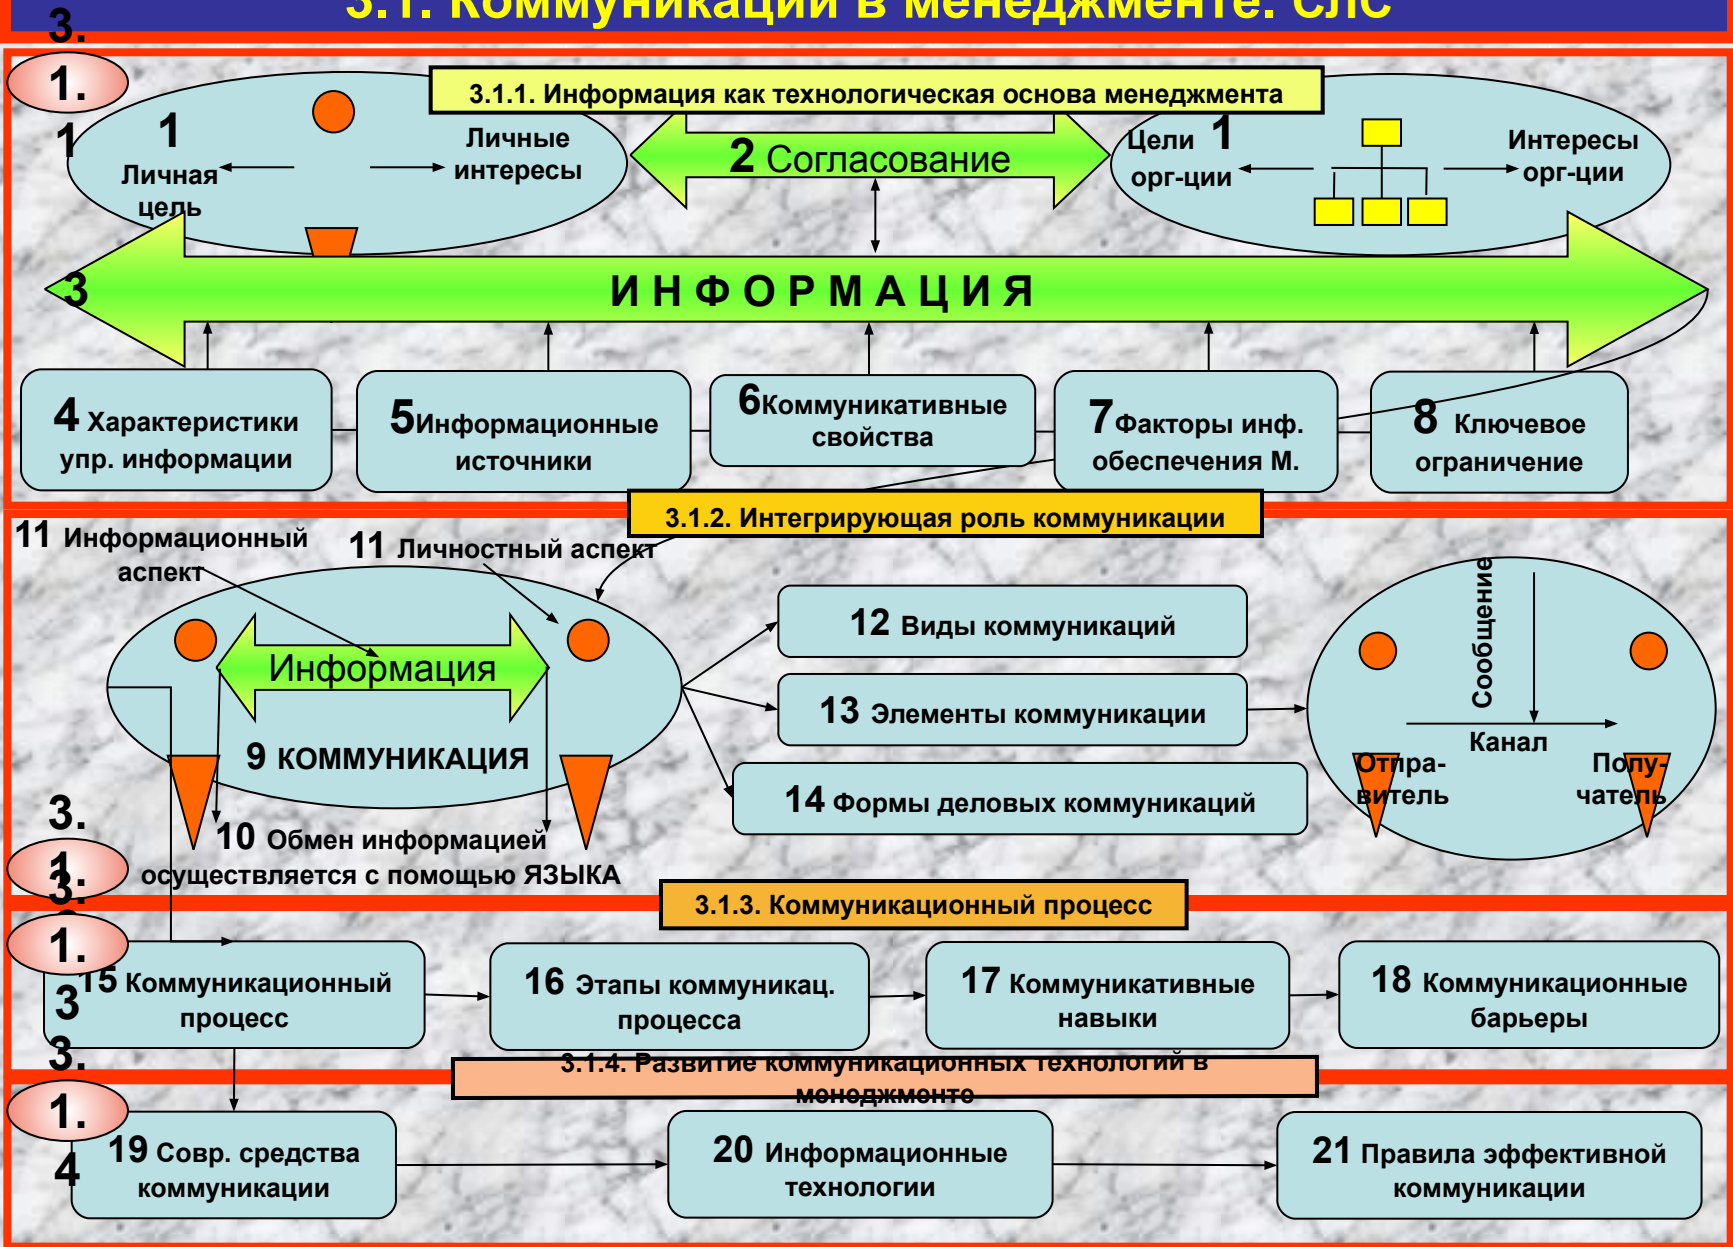 3.1. Коммуникации в менеджменте. СЛС
3.
1.
1
3.1.1. Информация как технологическая основа менеджмента
1
Личная
цель
Личные
интересы
2 Согласование
Цели 1
орг-ции
Интересы
орг-ции
3
ИНФОРМАЦИЯ
4 Характеристики
упр. информации
5Информационные
источники
6Коммуникативные
свойства
7Факторы инф.
обеспечения М.
8 Ключевое
ограничение
3.1.2. Интегрирующая роль коммуникации
11 Информационный
аспект
11 Личностный аспект
Информация
9 КОММУНИКАЦИЯ
10 Обмен информацией
осуществляется с помощью ЯЗЫКА
12 Виды коммуникаций
13 Элементы коммуникации
14 Формы деловых коммуникаций
Сообщение
Канал
Отпра-
витель
Полу-
чатель
3.
1.
3.1.3. Коммуникационный процесс
3.
1.
3
15 Коммуникационный
процесс
16 Этапы коммуникац.
процесса
17 Коммуникативные
навыки
18 Коммуникационные
барьеры
3.1.4. Развитие коммуникационных технологий в
менеджменте
3.
1.
4
19 Совр. средства
коммуникации
20 Информационные
технологии
21 Правила эффективной
коммуникации